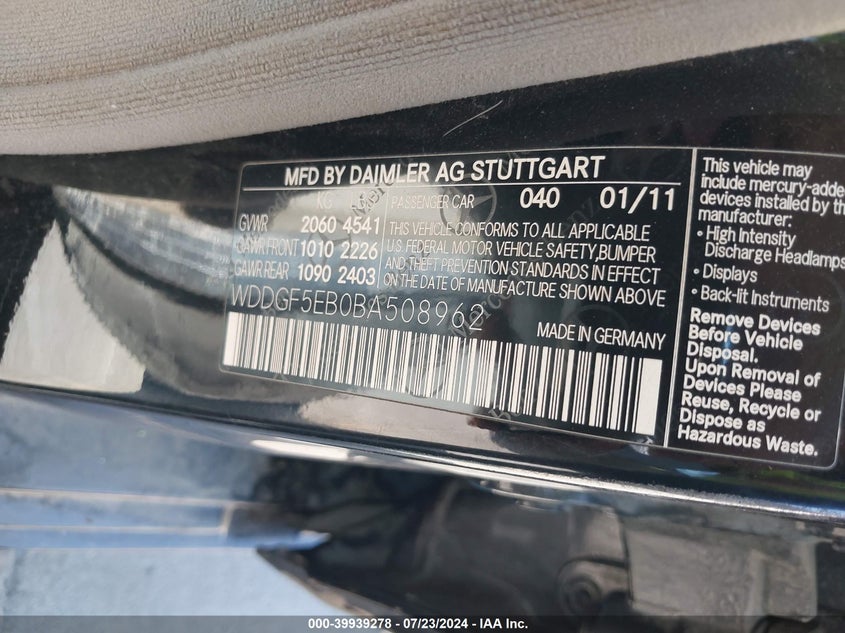 MFD BY DAIMLER AG STUTTGART
KG LB PASSENGER CAR 040 01/11
GVWR 2060 4541
GAWR FRONT 1010 2226
GAWR REAR 1090 2403
THIS VEHICLE CONFORMS TO ALL APPLICABLE
U.S. FEDERAL MOTOR VEHICLE SAFETY,BUMPER
AND THEFT PREVENTION STANDARDS IN EFFECT
ON THE DATE OF MANUFACTURE SHOWN ABOVE
WDDGF5EB0BA508962
MADE IN GERMANY
This vehicle may
include mercury-added
devices installed by the
manufacturer:
• High Intensity
Discharge Headlamps
• Displays
• Back-lit Instruments
Remove Devices
Before Vehicle
Disposal.
Upon Removal of
Devices Please
Reuse, Recycle or
Dispose as
Hazardous Waste.
000-39939278 - 07/23/2024 - IAA Inc.